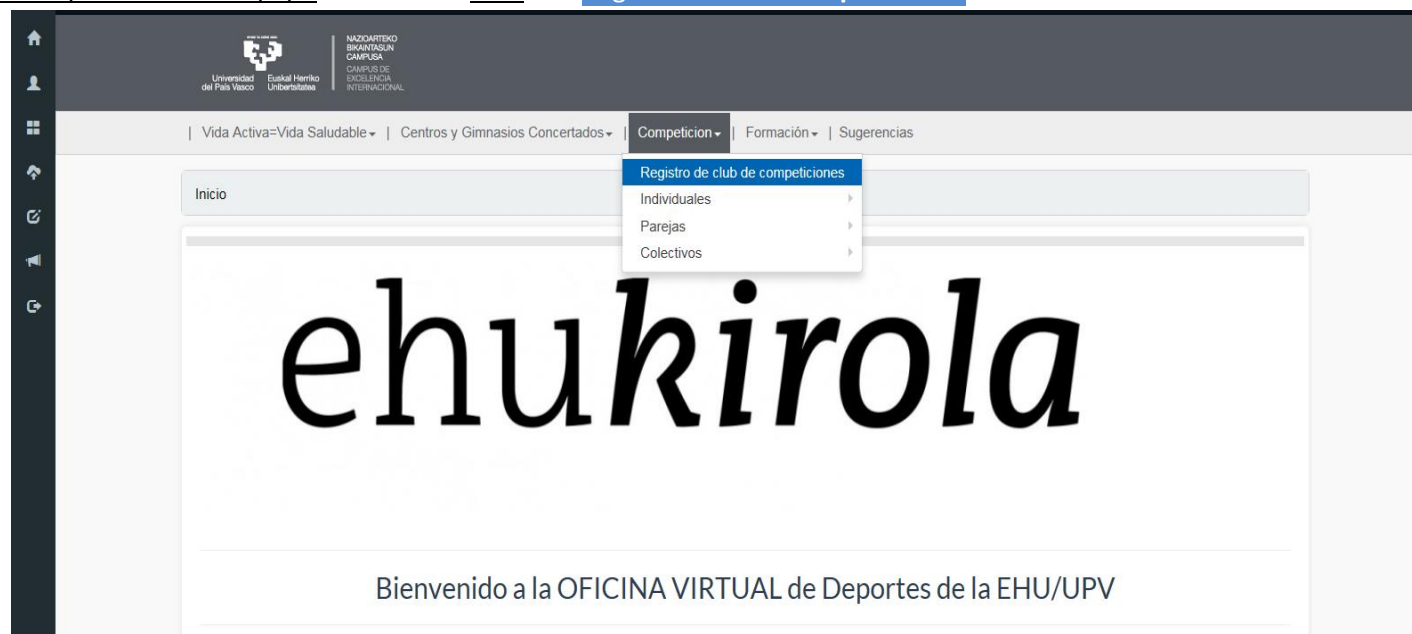 Universidad
del País Vasco
Euskal Herriko
Unibertsitatea
NAZIOARTEKO
BIKAINTASUN
CAMPUSA
CAMPUS DE
EXCELENCIA
INTERNACIONAL
| Vida Activa=Vida Saludable | Centros y Gimnasios Concertados | Competicion | Formación | Sugerencias
Registro de club de competiciones
Individuales
Parejas
Colectivos
Inicio
ehukirola
Bienvenido a la OFICINA VIRTUAL de Deportes de la EHU/UPV